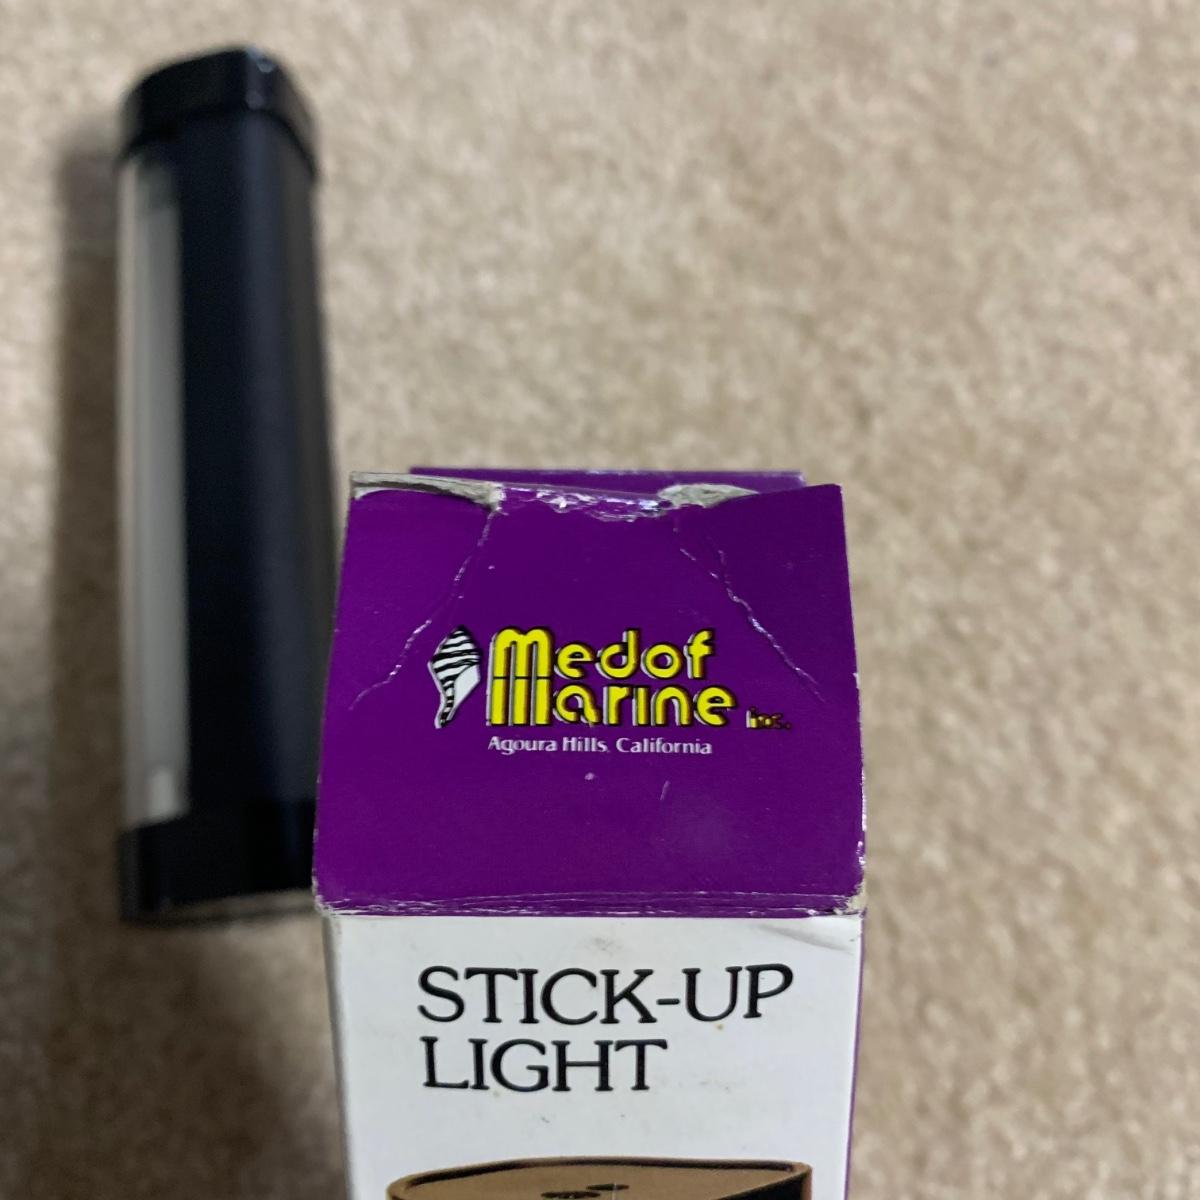 Medof
Marine inc.
Agoura Hills, California
STICK-UP
LIGHT